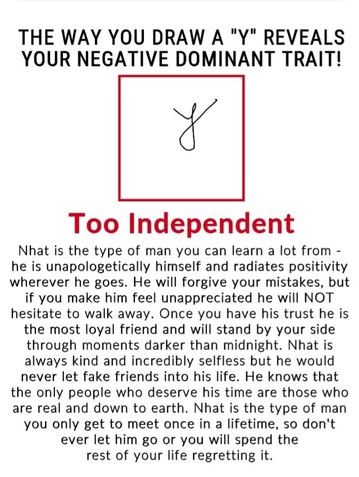 THE WAY YOU DRAW A "Y" REVEALS
YOUR NEGATIVE DOMINANT TRAIT!
y
Too Independent
Nhat is the type of man you can learn a lot from -
he is unapologetically himself and radiates positivity
wherever he goes. He will forgive your mistakes, but
if you make him feel unappreciated he will NOT
hesitate to walk away. Once you have his trust he is
the most loyal friend and will stand by your side
through moments darker than midnight. Nhat is
always kind and incredibly selfless but he would
never let fake friends into his life. He knows that
the only people who deserve his time are those who
are real and down to earth. Nhat is the type of man
you only get to meet once in a lifetime, so don't
ever let him go or you will spend the
rest of your life regretting it.